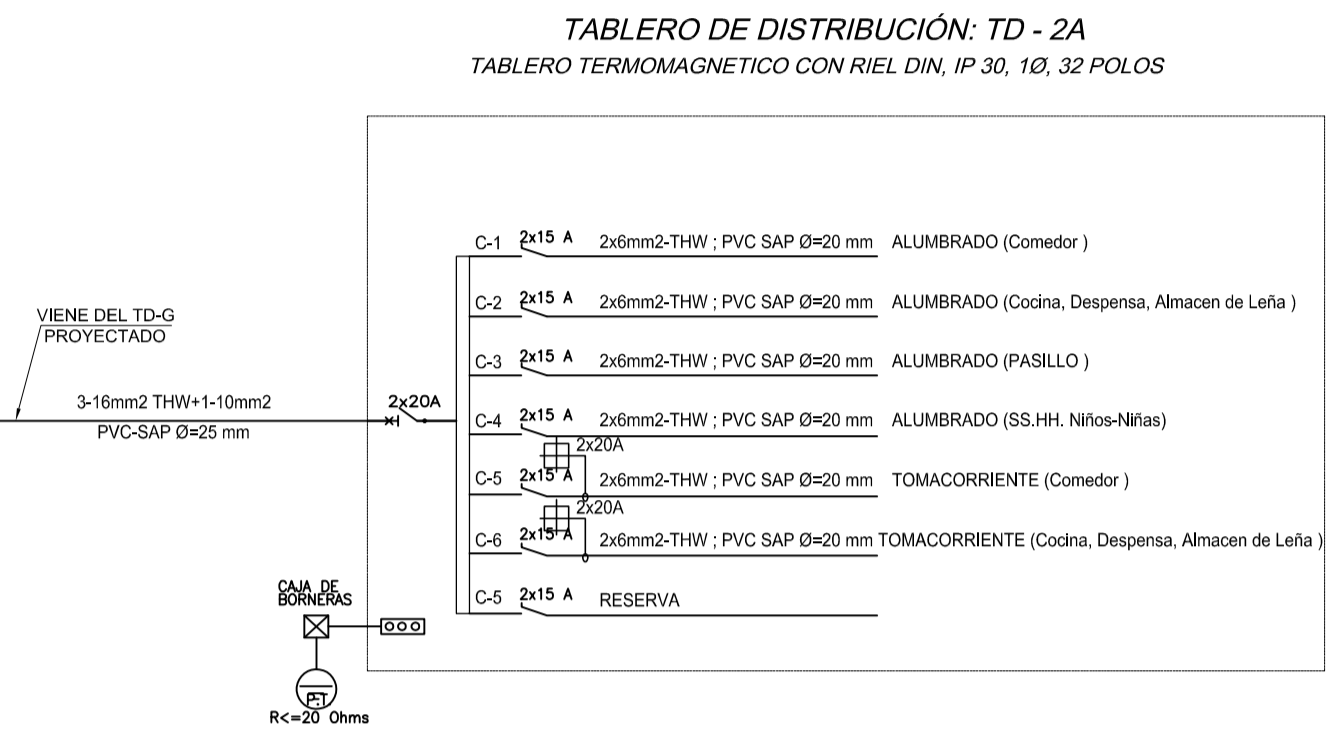 TABLERO DE DISTRIBUCIÓN: TD - 2A
TABLERO TERMOMAGNETICO CON RIEL DIN, IP 30, 1Ø, 32 POLOS
VIENE DEL TD-G
PROYECTADO
3-16mm2 THW+1-10mm2
PVC-SAP Ø=25 mm
2x20A
C-1 2x15 A 2x6mm2-THW ; PVC SAP Ø=20 mm ALUMBRADO (Comedor )
C-2 2x15 A 2x6mm2-THW ; PVC SAP Ø=20 mm ALUMBRADO (Cocina, Despensa, Almacen de Leña )
C-3 2x15 A 2x6mm2-THW ; PVC SAP Ø=20 mm ALUMBRADO (PASILLO )
C-4 2x15 A 2x6mm2-THW ; PVC SAP Ø=20 mm ALUMBRADO (SS.HH. Niños-Niñas)
2x20A
C-5 2x15 A 2x6mm2-THW ; PVC SAP Ø=20 mm TOMACORRIENTE (Comedor )
2x20A
C-6 2x15 A 2x6mm2-THW ; PVC SAP Ø=20 mm TOMACORRIENTE (Cocina, Despensa, Almacen de Leña )
C-5 2x15 A RESERVA
CAJA DE
BORNERAS
P.T
R<=20 Ohms